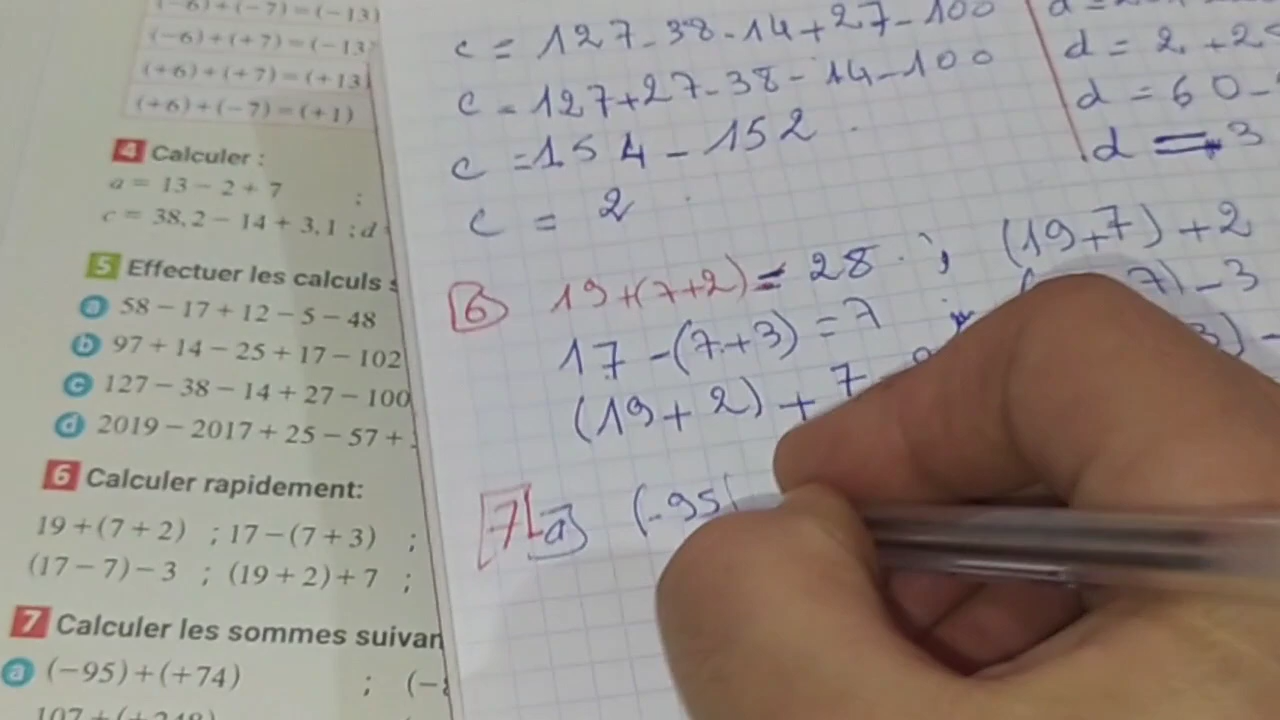 (−6)+(−7)=(−13)
(−6)+(+7)=(−13
(+6)+(+7)=(+13)
(+6)+(−7)=(+1)
4 Calculer :
a = 13 − 2 + 7 ;
c = 38,2 − 14 + 3,1 ; d
5 Effectuer les calculs
a 58 − 17 + 12 − 5 − 48
b 97 + 14 − 25 + 17 − 102
c 127 − 38 − 14 + 27 − 100
d 2019 − 2017 + 25 − 57 +
6 Calculer rapidement:
19 + (7 + 2) ; 17 − (7 + 3) ;
(17 − 7) − 3 ; (19 + 2) + 7 ;
7 Calculer les sommes suivan
a (−95)+(+74) ; (−
c = 127 - 38 - 14 + 27 - 100
c = 127 + 27 - 38 - 14 - 100
c = 154 - 152
c = 2
d = 2 + 2
d = 60 -
d = 3
6 19 + (7+2) = 28 ; (19+7) + 2
17 - (7+3) = 7 7) - 3
(19 + 2) + 7 3) -
7 a) (-95